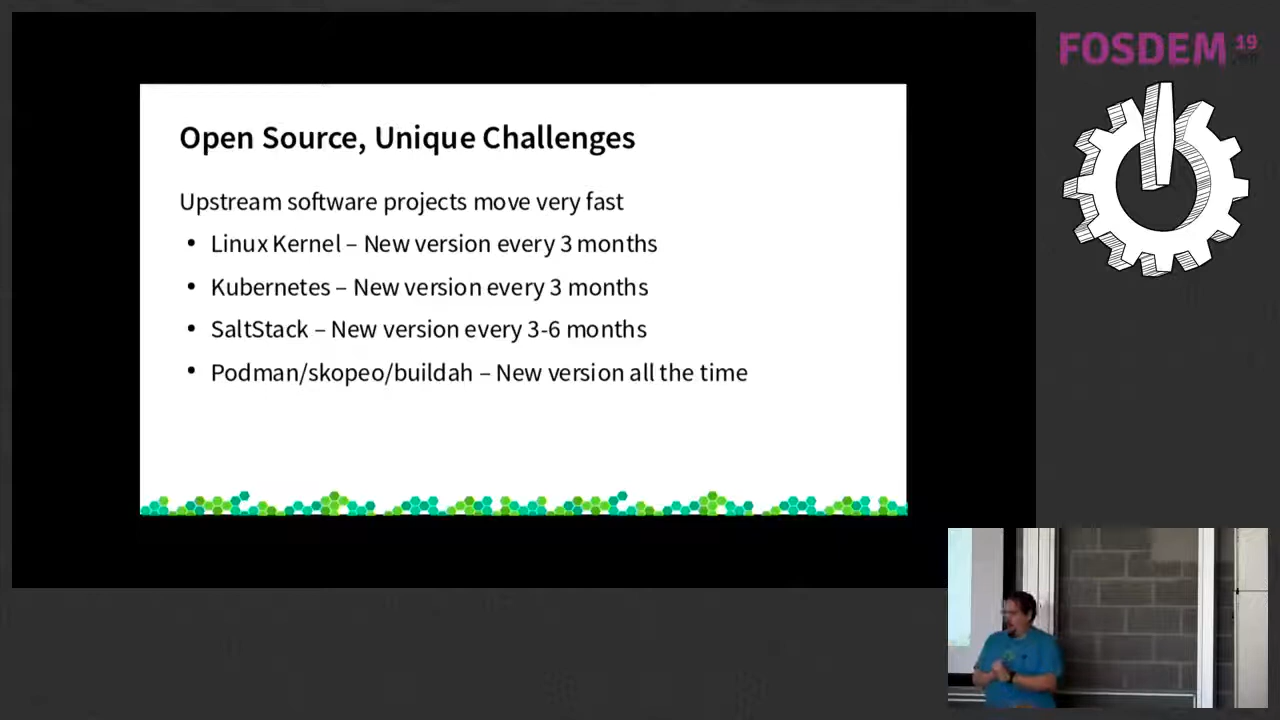 Open Source, Unique Challenges
Upstream software projects move very fast
• Linux Kernel – New version every 3 months
• Kubernetes – New version every 3 months
• SaltStack – New version every 3-6 months
• Podman/skopeo/buildah – New version all the time
FOSDEM 19